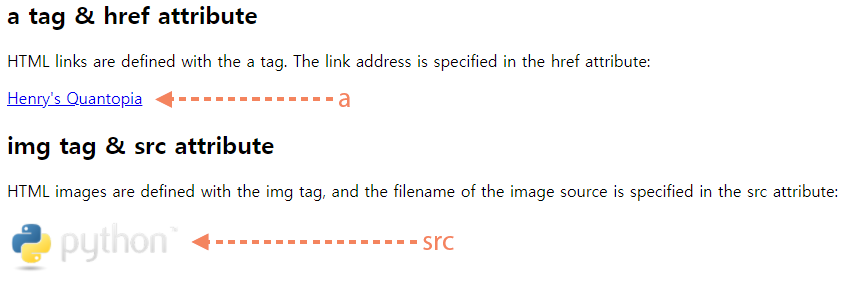 a tag & href attribute
HTML links are defined with the a tag. The link address is specified in the href attribute:
Henry's Quantopia a
img tag & src attribute
HTML images are defined with the img tag, and the filename of the image source is specified in the src attribute:
python™ src